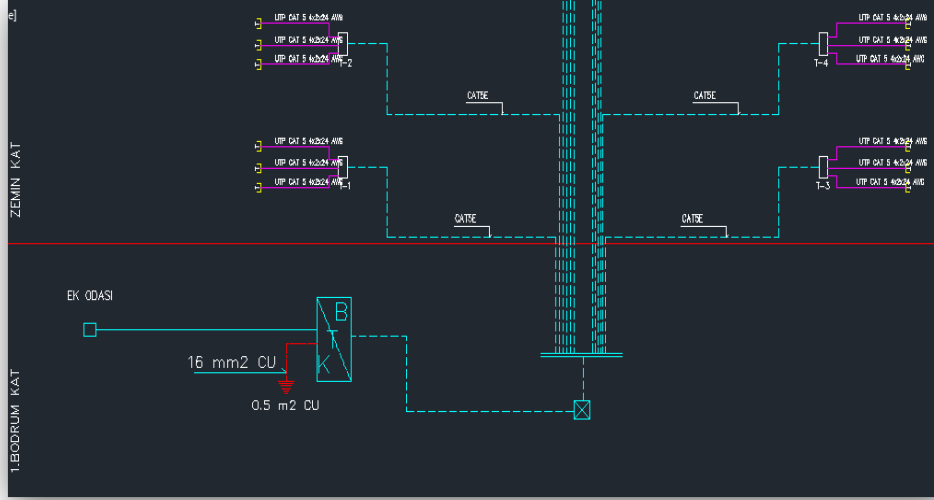 e]
UTP CAT 5 4x2x24 AWG
UTP CAT 5 4x2x24 AWG
UTP CAT 5 4x2x24 AWG
T-2
UTP CAT 5 4x2x24 AWG
UTP CAT 5 4x2x24 AWG
UTP CAT 5 4x2x24 AWG
T-4
CAT5E
CAT5E
ZEMIN KAT
UTP CAT 5 4x2x24 AWG
UTP CAT 5 4x2x24 AWG
UTP CAT 5 4x2x24 AWG
T-1
UTP CAT 5 4x2x24 AWG
UTP CAT 5 4x2x24 AWG
UTP CAT 5 4x2x24 AWG
T-3
CAT5E
CAT5E
EK ODASI
B
T
K
16 mm2 CU
0.5 m2 CU
1.BODRUM KAT